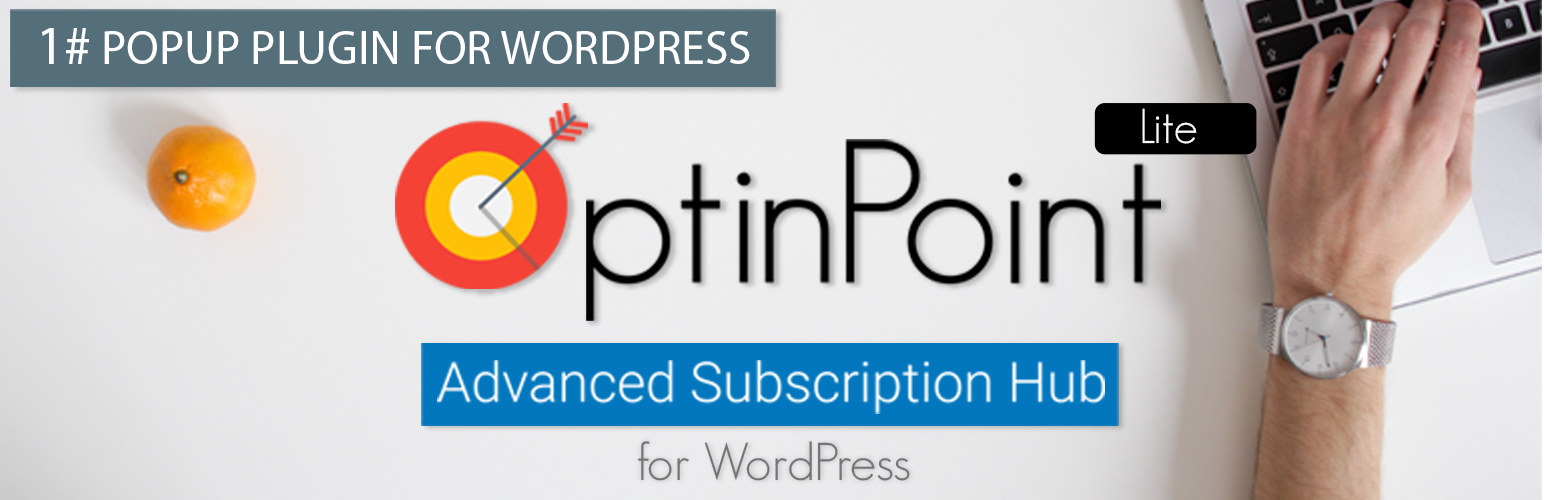 1# POPUP PLUGIN FOR WORDPRESS
Lite
OptinPoint
Advanced Subscription Hub
for WordPress